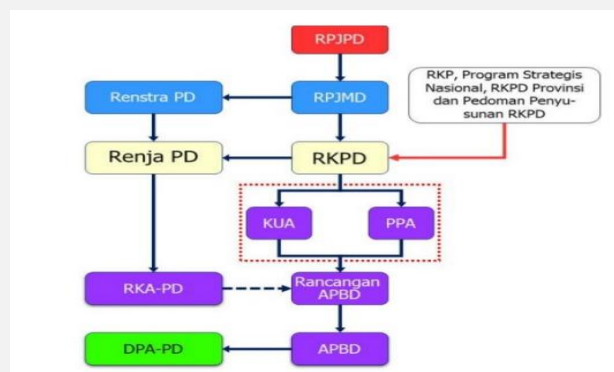 RPJPD
Renstra PD
RPJMD
RKP, Program Strategis
Nasional, RKPD Provinsi
dan Pedoman Penyu-
sunan RKPD
Renja PD
RKPD
KUA
PPA
RKA-PD
Rancangan
APBD
DPA-PD
APBD